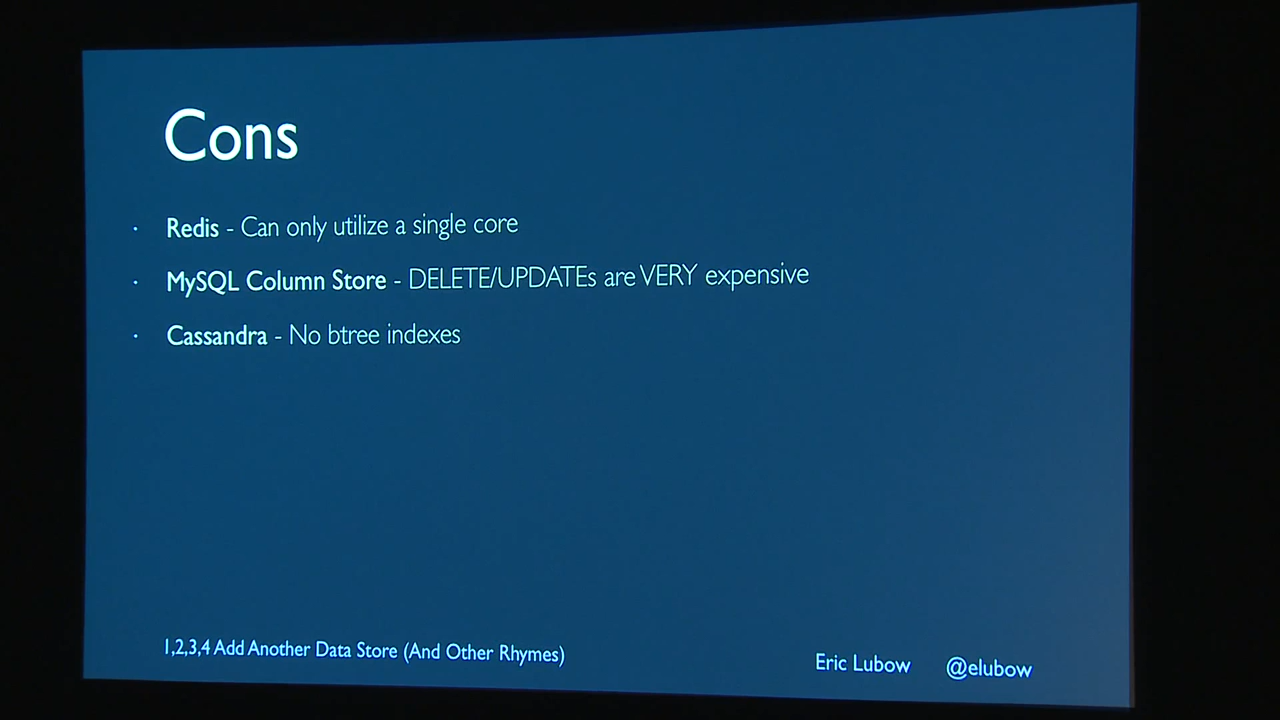 Cons
· Redis - Can only utilize a single core
· MySQL Column Store - DELETE/UPDATEs are VERY expensive
· Cassandra - No btree indexes
1,2,3,4 Add Another Data Store (And Other Rhymes)
Eric Lubow @elubow